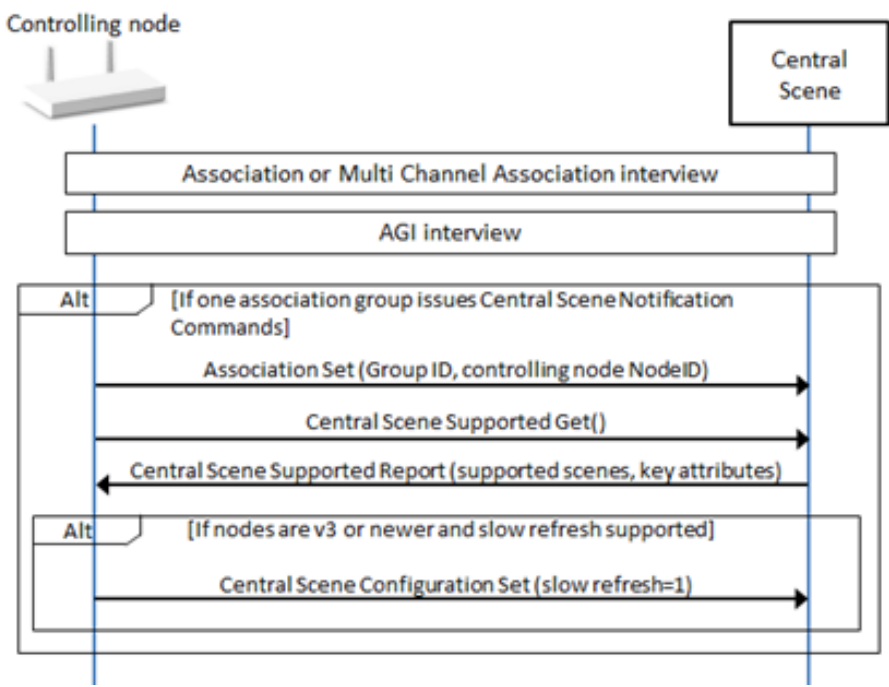 Controlling node
Central
Scene
Association or Multi Channel Association interview
AGI interview
Alt
[If one association group issues Central Scene Notification
Commands]
Association Set (Group ID, controlling node NodeID)
Central Scene Supported Get()
Central Scene Supported Report (supported scenes, key attributes)
Alt
[If nodes are v3 or newer and slow refresh supported]
Central Scene Configuration Set (slow refresh=1)